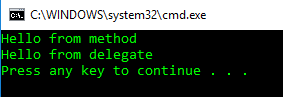 C:\WINDOWS\system32\cmd.exe
Hello from method
Hello from delegate
Press any key to continue . . .